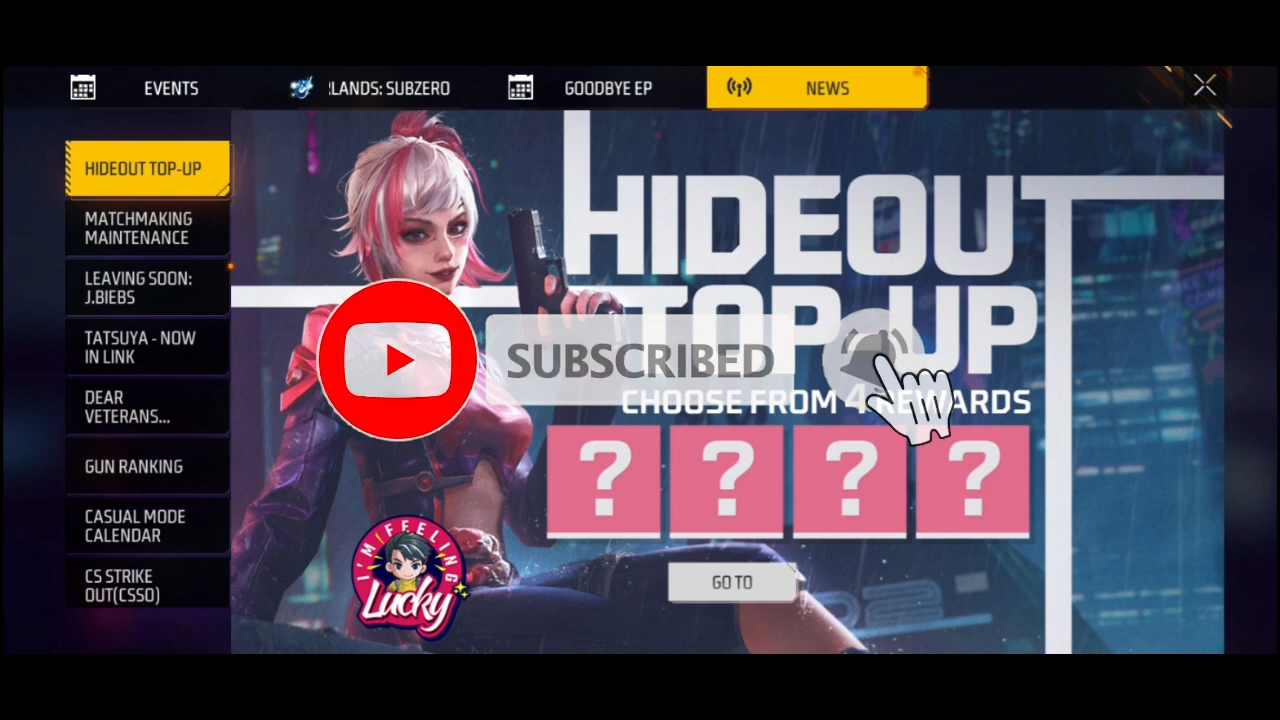 EVENTS
RLANDS: SUBZERO
GOODBYE EP
NEWS
HIDEOUT TOP-UP
MATCHMAKING
MAINTENANCE
LEAVING SOON:
J.BIEBS
TATSUYA - NOW
IN LINK
DEAR
VETERANS...
GUN RANKING
CASUAL MODE
CALENDAR
CS STRIKE
OUT(CSSO)
HIDEOUT
TOP-UP
SUBSCRIBED
CHOOSE FROM 4 REWARDS
? ? ? ?
GO TO
I'M FEELING
Lucky